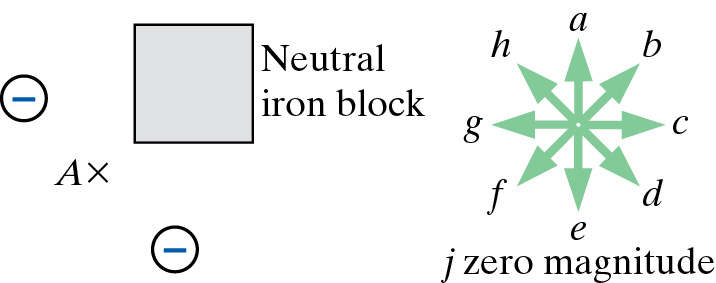 a
h
b
Neutral
iron block
g
c
A×
f
d
e
j zero magnitude
−
−